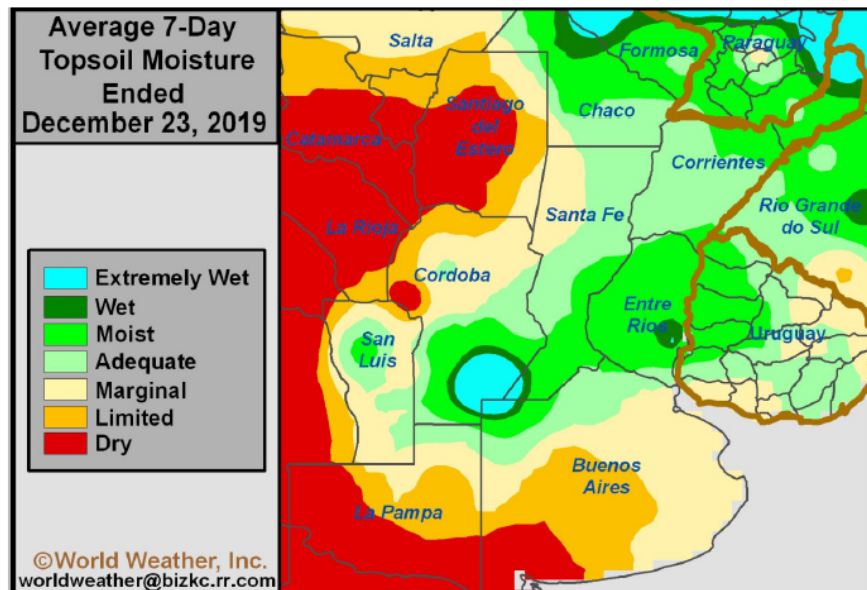 Average 7-Day
Topsoil Moisture
Ended
December 23, 2019
Extremely Wet
Wet
Moist
Adequate
Marginal
Limited
Dry
©World Weather, Inc.
worldweather@bizkc.rr.com
Salta
Formosa
Paraguay
Santiago
del
Estero
Chaco
Catamarca
Corrientes
La Rioja
Santa Fe
Rio Grande
do Sul
Cordoba
Entre
Rios
San
Luis
Uruguay
Buenos
Aires
La Pampa